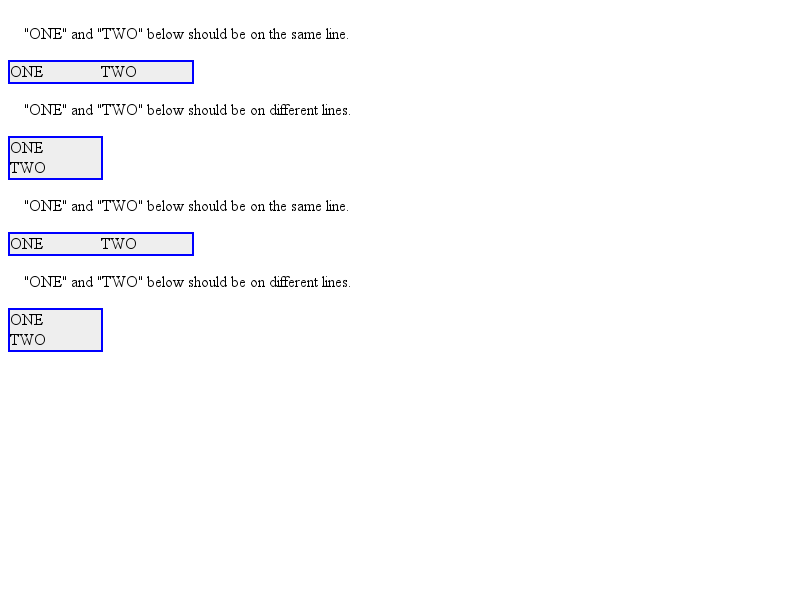 "ONE" and "TWO" below should be on the same line.
ONE TWO
"ONE" and "TWO" below should be on different lines.
ONE
TWO
"ONE" and "TWO" below should be on the same line.
ONE TWO
"ONE" and "TWO" below should be on different lines.
ONE
TWO